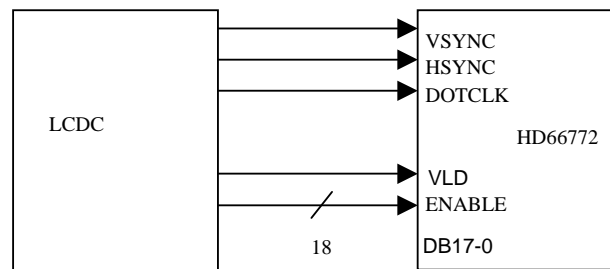 VSYNC
HSYNC
DOTCLK
LCDC
HD66772
VLD
ENABLE
18
DB17-0